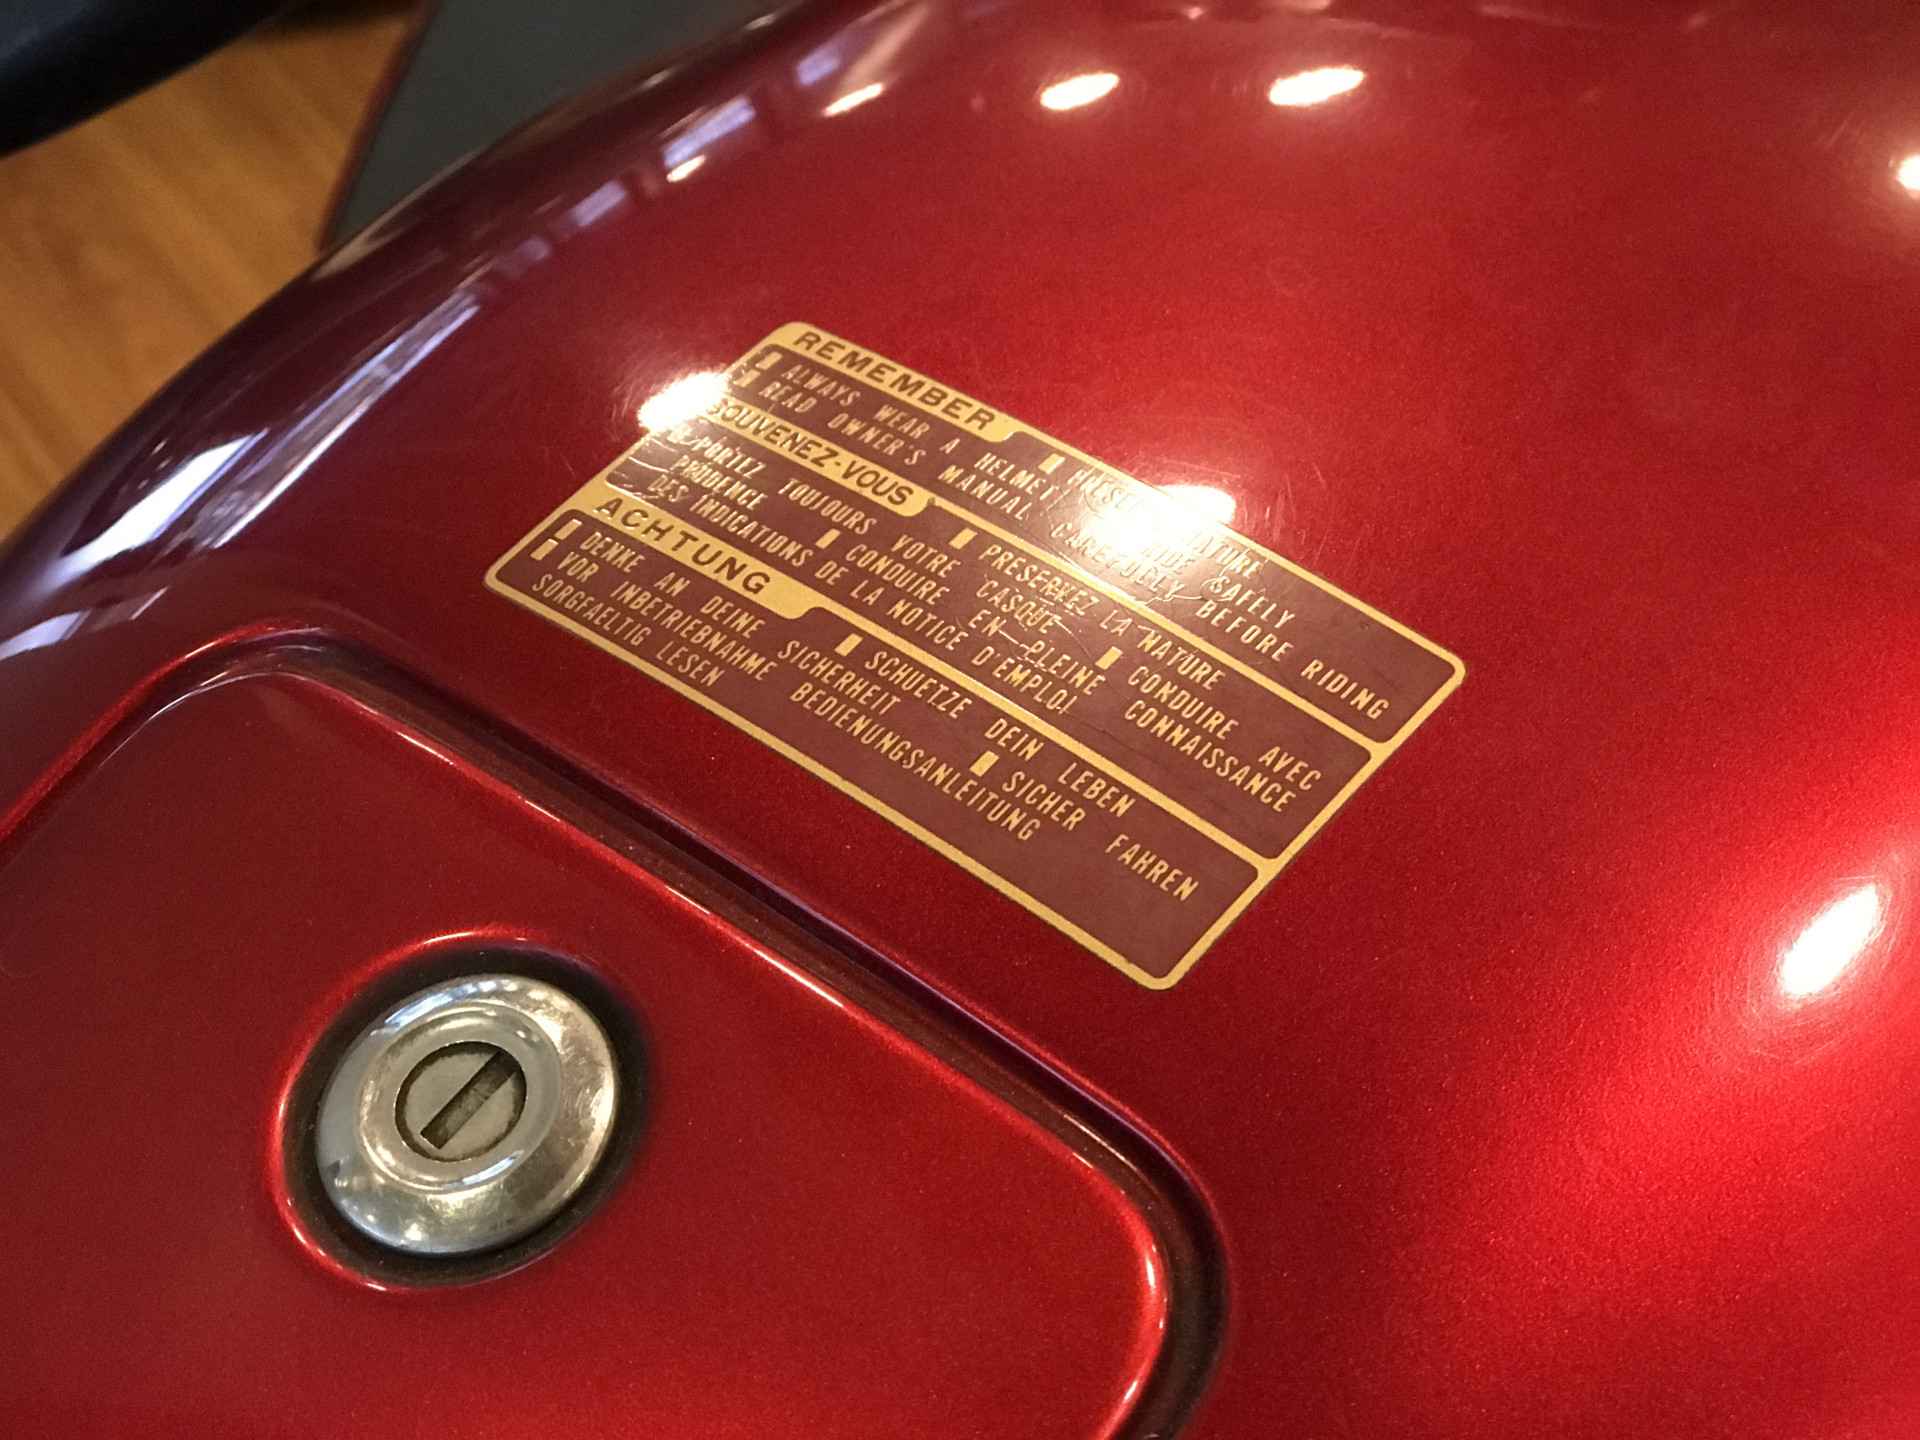 REMEMBER PRESERVE NATURE
ALWAYS WEAR A HELMET RIDE SAFELY
READ OWNER'S MANUAL CAREFULLY BEFORE RIDING
SOUVENEZ-VOUS PRESERVEZ LA NATURE
PORTEZ TOUJOURS VOTRE CASQUE CONDUIRE AVEC
PRUDENCE CONDUIRE EN PLEINE CONNAISSANCE
DES INDICATIONS DE LA NOTICE D'EMPLOI
ACHTUNG SCHUETZE DEIN LEBEN
DENKE AN DEINE SICHERHEIT SICHER FAHREN
VOR INBETRIEBNAHME BEDIENUNGSANLEITUNG
SORGFAELTIG LESEN